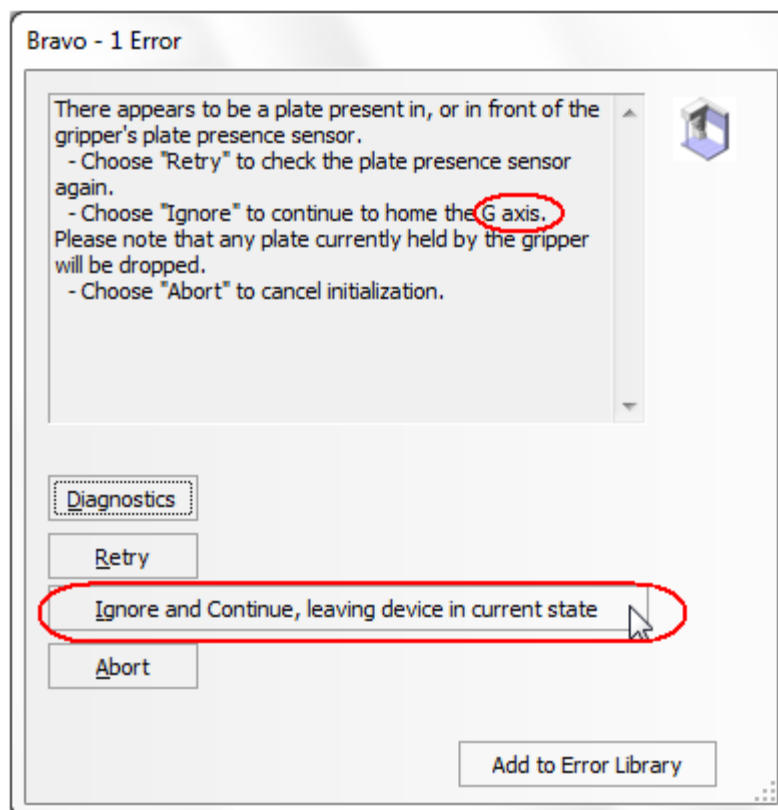 Bravo - 1 Error
There appears to be a plate present in, or in front of the
gripper's plate presence sensor.
- Choose "Retry" to check the plate presence sensor
again.
- Choose "Ignore" to continue to home the G axis.
Please note that any plate currently held by the gripper
will be dropped.
- Choose "Abort" to cancel initialization.
Diagnostics
Retry
Ignore and Continue, leaving device in current state
Abort
Add to Error Library